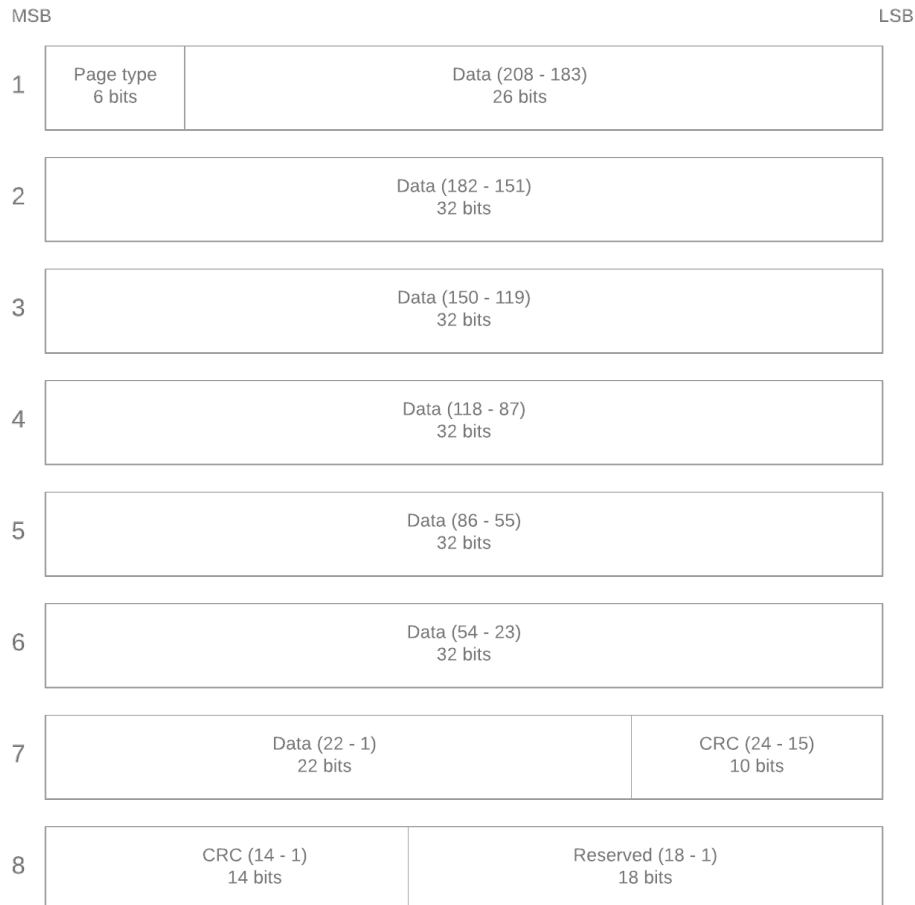 MSB LSB
1
Page type Data (208 - 183)
6 bits 26 bits
2
Data (182 - 151)
32 bits
3
Data (150 - 119)
32 bits
4
Data (118 - 87)
32 bits
5
Data (86 - 55)
32 bits
6
Data (54 - 23)
32 bits
7
Data (22 - 1) CRC (24 - 15)
22 bits 10 bits
8
CRC (14 - 1) Reserved (18 - 1)
14 bits 18 bits